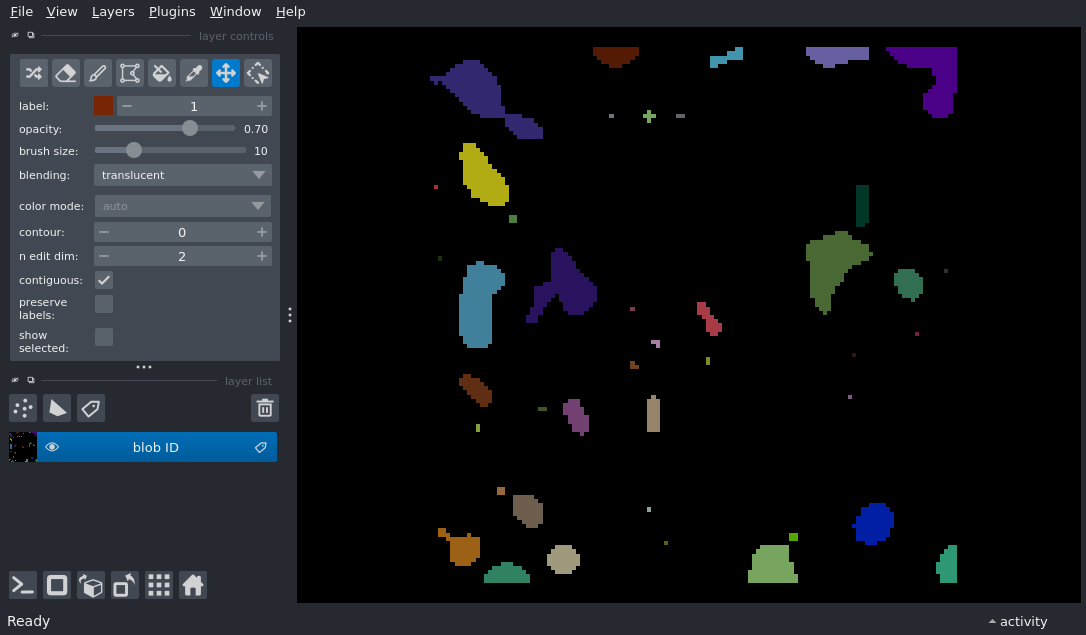 File View Layers Plugins Window Help
layer controls
label: 1
opacity: 0.70
brush size: 10
blending: translucent
color mode: auto
contour: 0
n edit dim: 2
contiguous:
preserve
labels:
show
selected:
layer list
blob ID
Ready activity